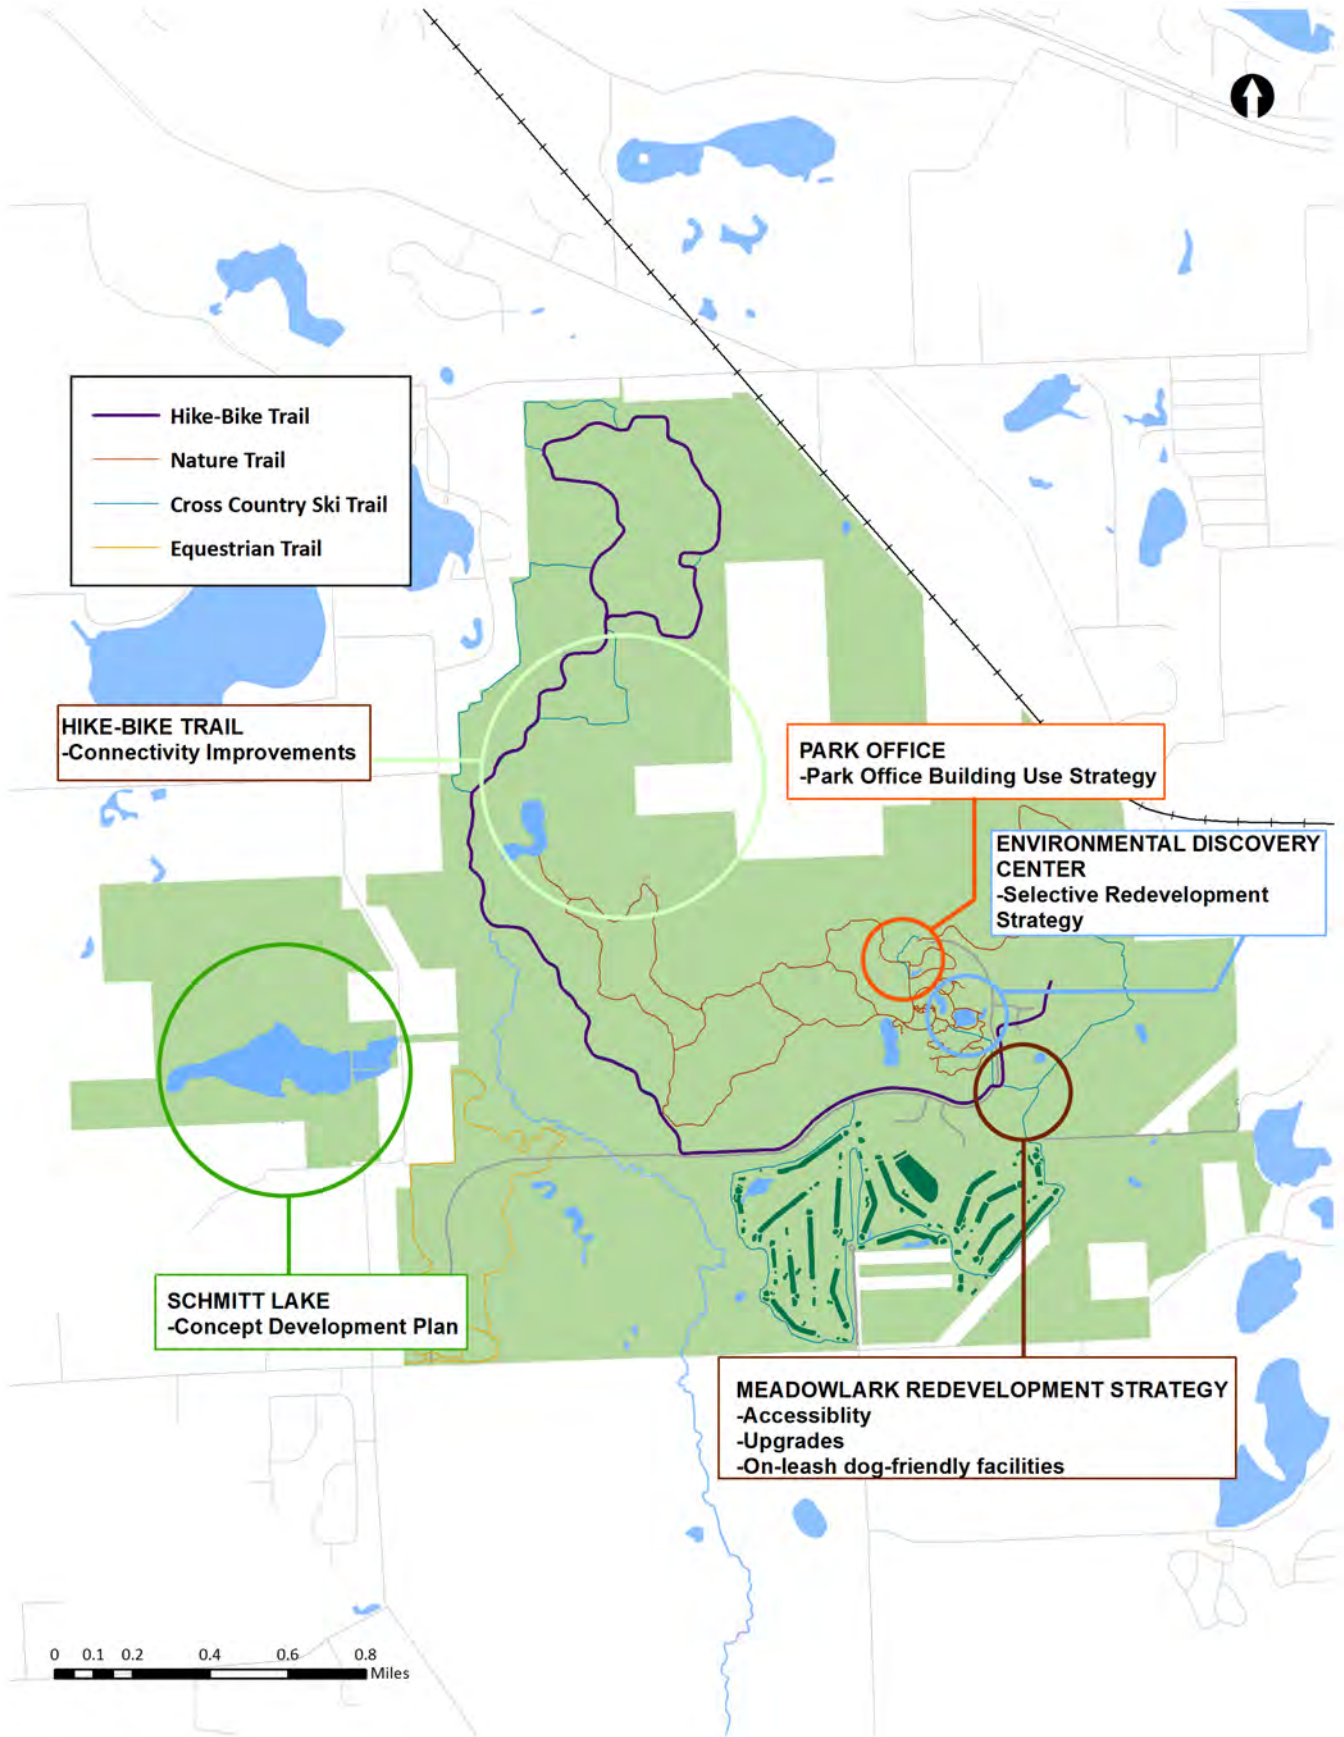 Hike-Bike Trail
Nature Trail
Cross Country Ski Trail
Equestrian Trail
HIKE-BIKE TRAIL
-Connectivity Improvements
PARK OFFICE
-Park Office Building Use Strategy
ENVIRONMENTAL DISCOVERY
CENTER
-Selective Redevelopment
Strategy
SCHMITT LAKE
-Concept Development Plan
MEADOWLARK REDEVELOPMENT STRATEGY
-Accessiblity
-Upgrades
-On-leash dog-friendly facilities
0 0.1 0.2 0.4 0.6 0.8
Miles